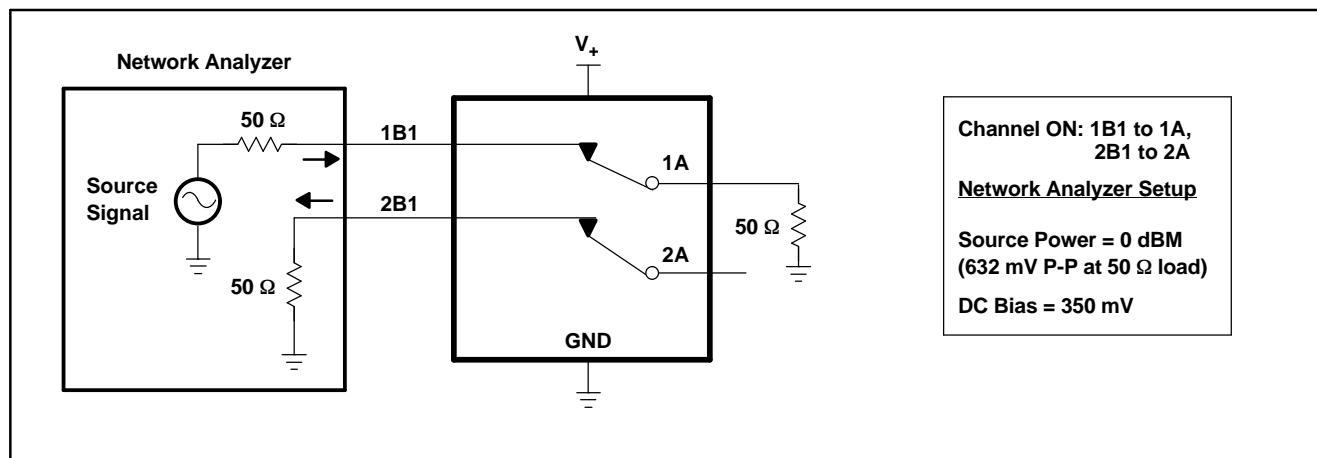 V+
Network Analyzer
50 Ω
1B1
1A
Source
Signal
2B1
50 Ω
2A
50 Ω
GND
Channel ON: 1B1 to 1A,
2B1 to 2A
Network Analyzer Setup
Source Power = 0 dBM
(632 mV P-P at 50 Ω load)
DC Bias = 350 mV